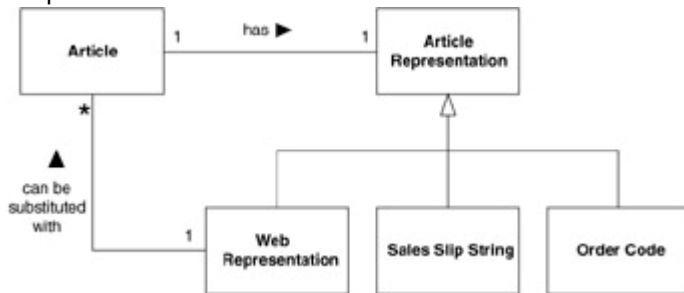 Article
1
has ▶
1
Article
Representation
*
▲
can be
substituted
with
1
Web
Representation
Sales Slip String
Order Code